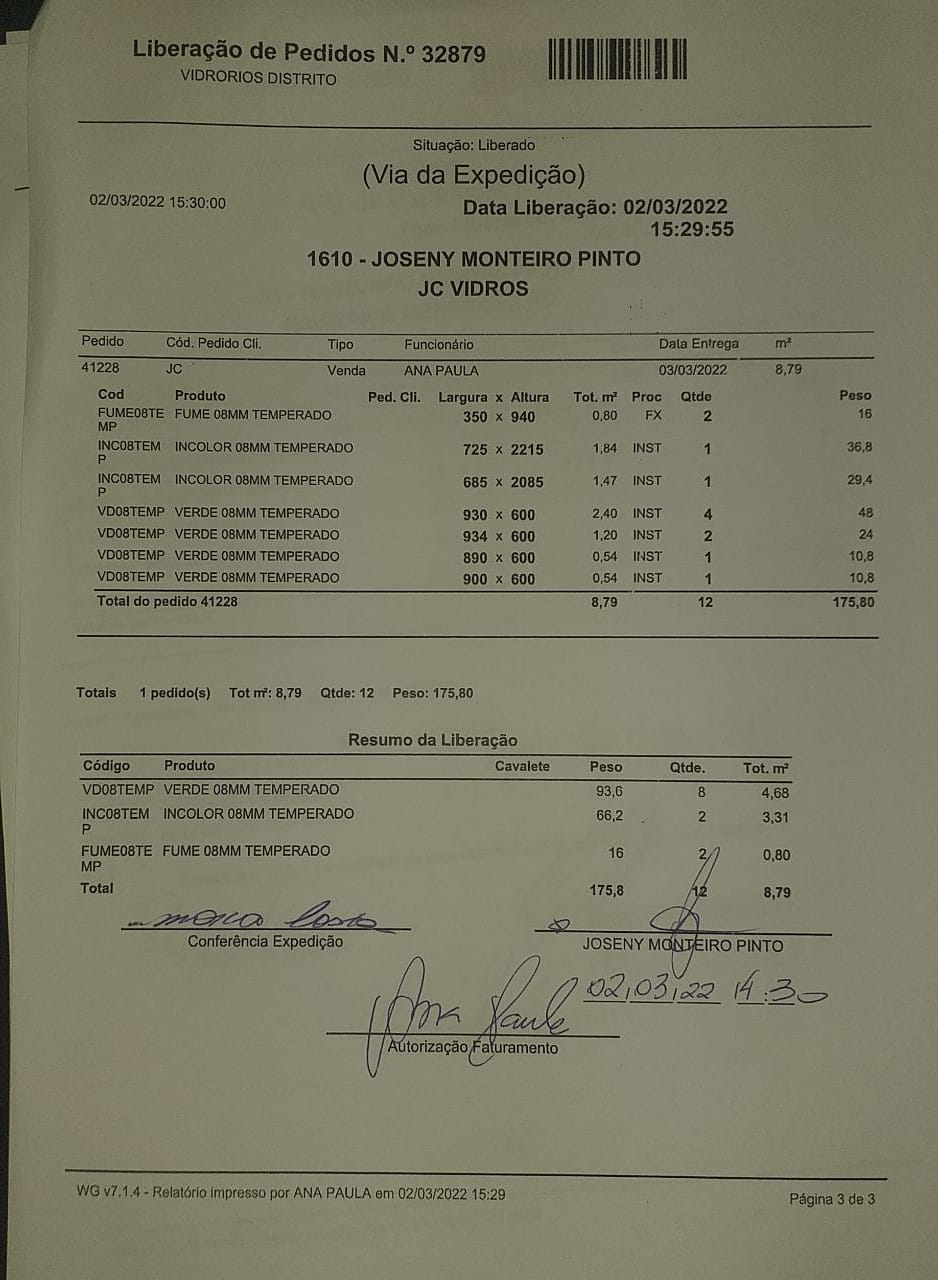 Liberação de Pedidos N.º 32879
VIDRORIOS DISTRITO
Situação: Liberado
(Via da Expedição)
02/03/2022 15:30:00 Data Liberação: 02/03/2022
15:29:55
1610 - JOSENY MONTEIRO PINTO
JC VIDROS
Pedido Cód. Pedido Cli. Tipo Funcionário Data Entrega m²
41228 JC Venda ANA PAULA 03/03/2022 8,79
Cod Produto Ped. Cli. Largura x Altura Tot. m² Proc Qtde Peso
FUME08TE FUME 08MM TEMPERADO 350 x 940 0,80 FX 2 16
MP
INC08TEM INCOLOR 08MM TEMPERADO 725 x 2215 1,84 INST 1 36,8
P
INC08TEM INCOLOR 08MM TEMPERADO 685 x 2085 1,47 INST 1 29,4
P
VD08TEMP VERDE 08MM TEMPERADO 930 x 600 2,40 INST 4 48
VD08TEMP VERDE 08MM TEMPERADO 934 x 600 1,20 INST 2 24
VD08TEMP VERDE 08MM TEMPERADO 890 x 600 0,54 INST 1 10,8
VD08TEMP VERDE 08MM TEMPERADO 900 x 600 0,54 INST 1 10,8
Total do pedido 41228 8,79 12 175,80
Totais 1 pedido(s) Tot m²: 8,79 Qtde: 12 Peso: 175,80
Resumo da Liberação
Código Produto Cavalete Peso Qtde. Tot. m²
VD08TEMP VERDE 08MM TEMPERADO 93,6 8 4,68
INC08TEM INCOLOR 08MM TEMPERADO 66,2 2 3,31
P
FUME08TE FUME 08MM TEMPERADO 16 2 0,80
MP
Total 175,8 12 8,79
Conferência Expedição JOSENY MONTEIRO PINTO
02,03,22 14:30
Ana Paula
Autorização Faturamento
WG v7.1.4 - Relatório impresso por ANA PAULA em 02/03/2022 15:29 Página 3 de 3